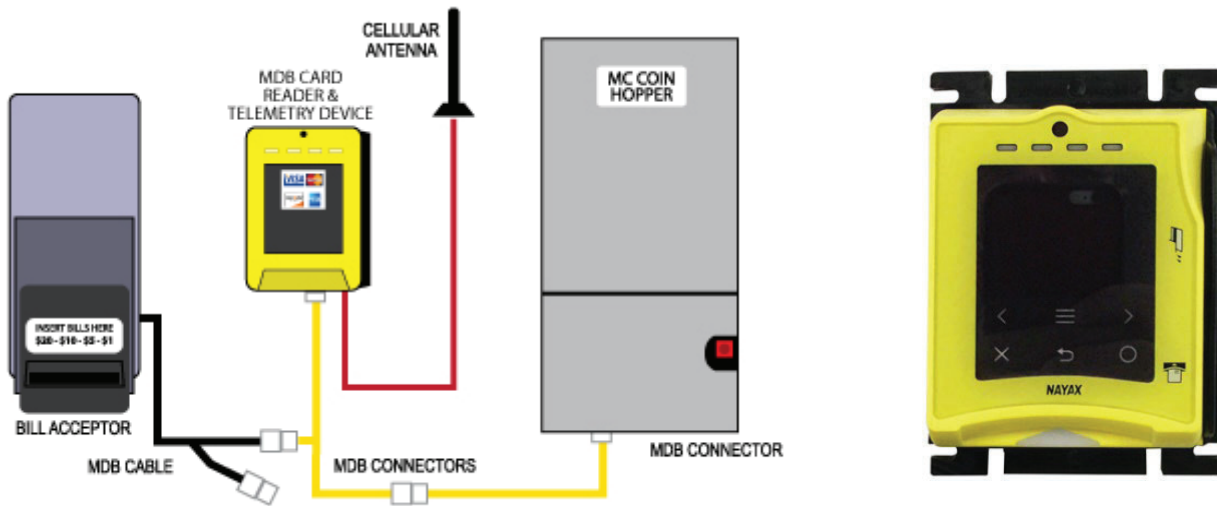 CELLULAR
ANTENNA
MDB CARD
READER &
TELEMETRY DEVICE
MC COIN
HOPPER
VISA
INSERT BILLS HERE
$20 - $10 - $5 - $1
BILL ACCEPTOR
MDB CABLE
MDB CONNECTORS
MDB CONNECTOR
NAYAX